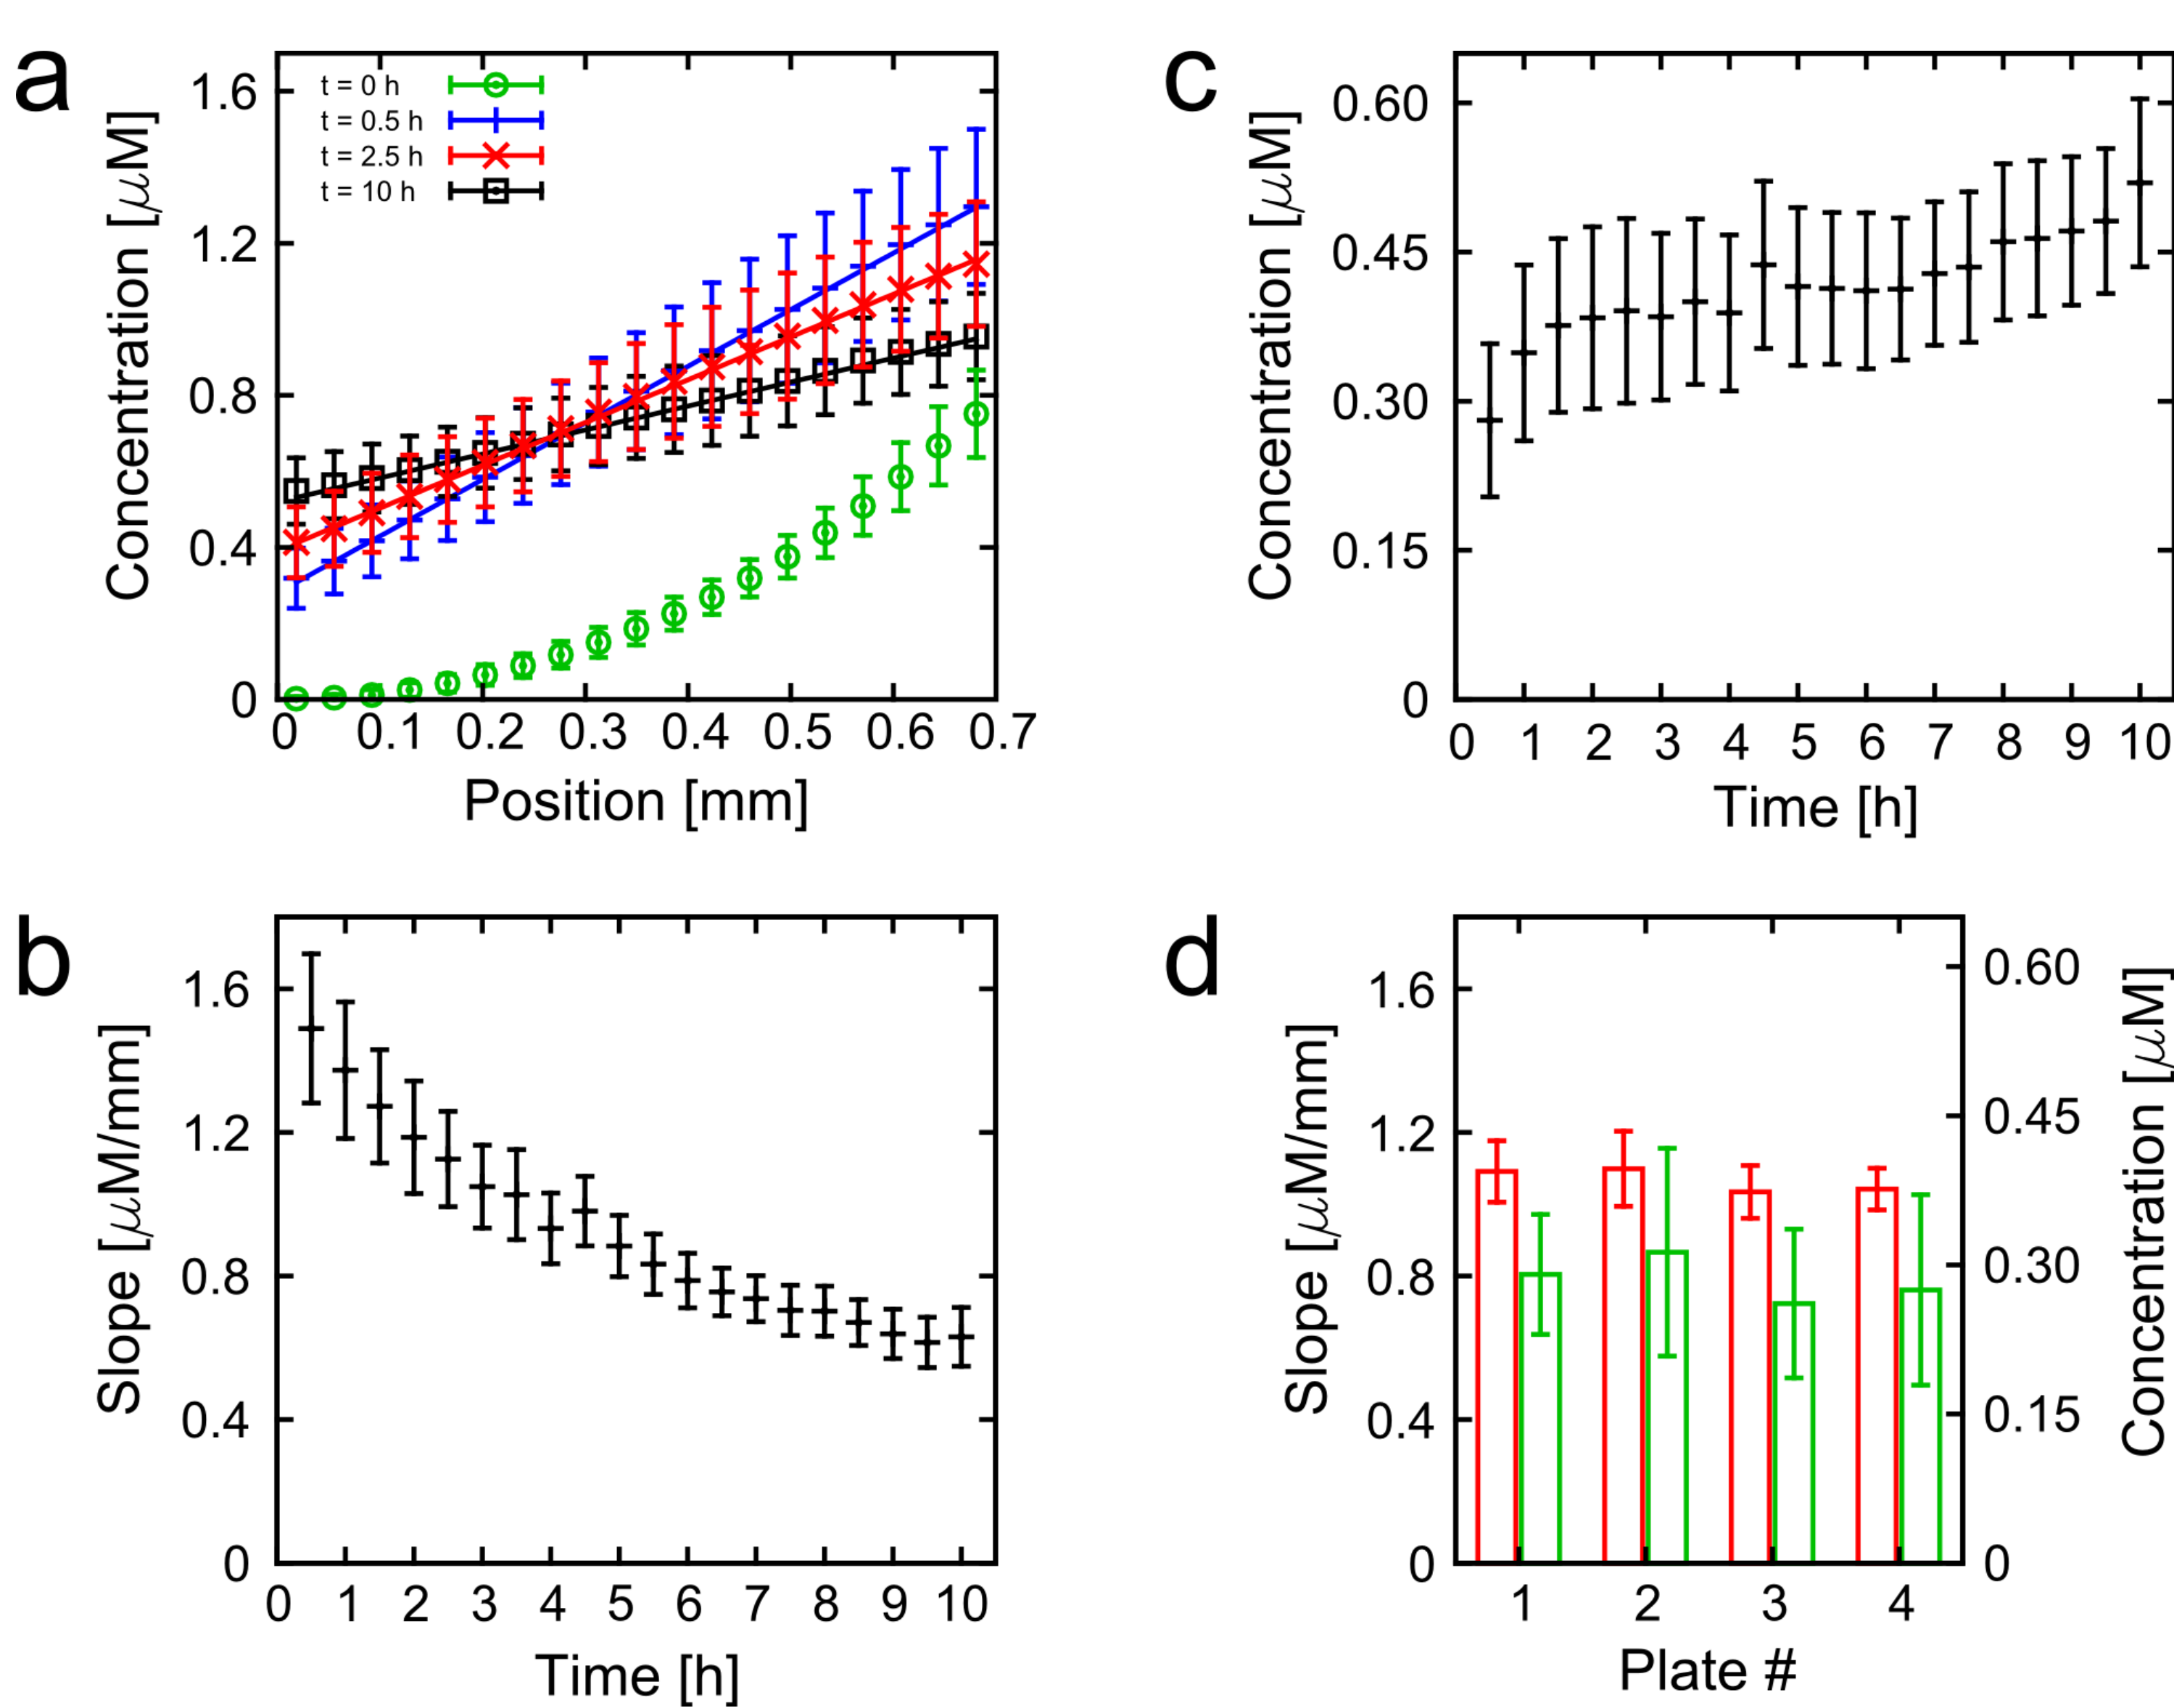 a
t = 0 h
t = 0.5 h
t = 2.5 h
t = 10 h
Concentration [μM]
1.6
1.2
0.8
0.4
0
0 0.1 0.2 0.3 0.4 0.5 0.6 0.7
Position [mm]
c
Concentration [μM]
0.60
0.45
0.30
0.15
0
0 1 2 3 4 5 6 7 8 9 10
Time [h]
b
Slope [μM/mm]
1.6
1.2
0.8
0.4
0
0 1 2 3 4 5 6 7 8 9 10
Time [h]
d
Slope [μM/mm]
1.6
1.2
0.8
0.4
0
1 2 3 4
Plate #
0.60
0.45
0.30
0.15
0
Concentration [μM]